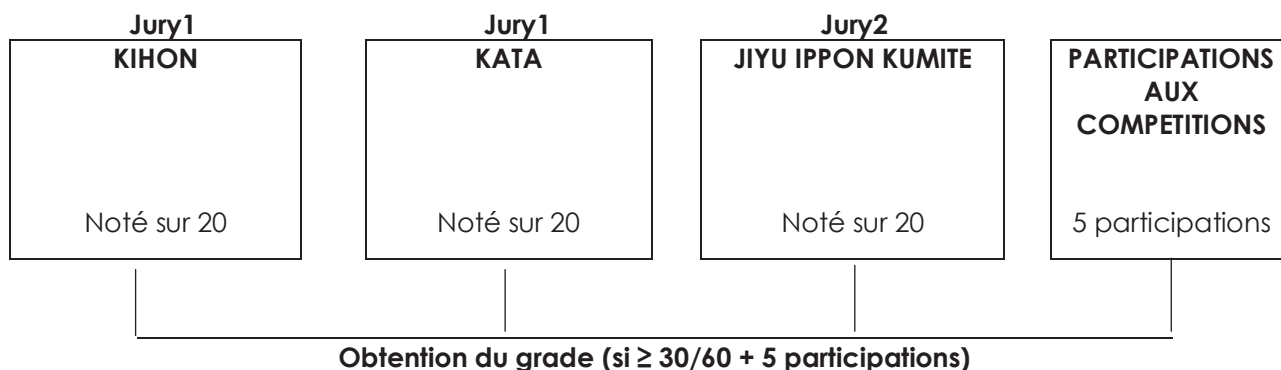 Jury1
KIHON
Noté sur 20
Jury1
KATA
Noté sur 20
Jury2
JIYU IPPON KUMITE
Noté sur 20
PARTICIPATIONS
AUX
COMPETITIONS
5 participations
Obtention du grade (si ≥ 30/60 + 5 participations)